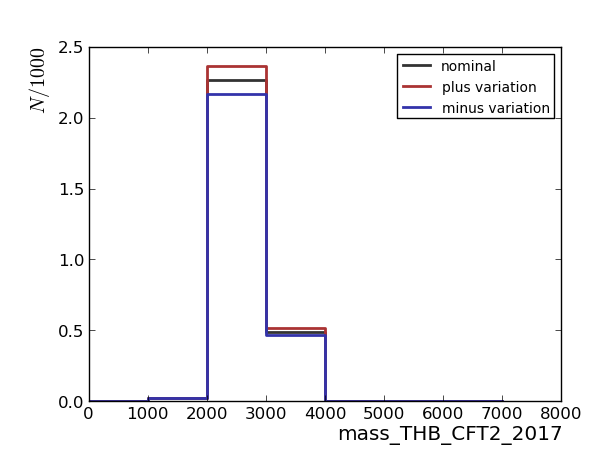 N/1000
2.5
2.0
1.5
1.0
0.5
0.0
nominal
plus variation
minus variation
0 1000 2000 3000 4000 5000 6000 7000 8000
mass_THB_CFT2_2017